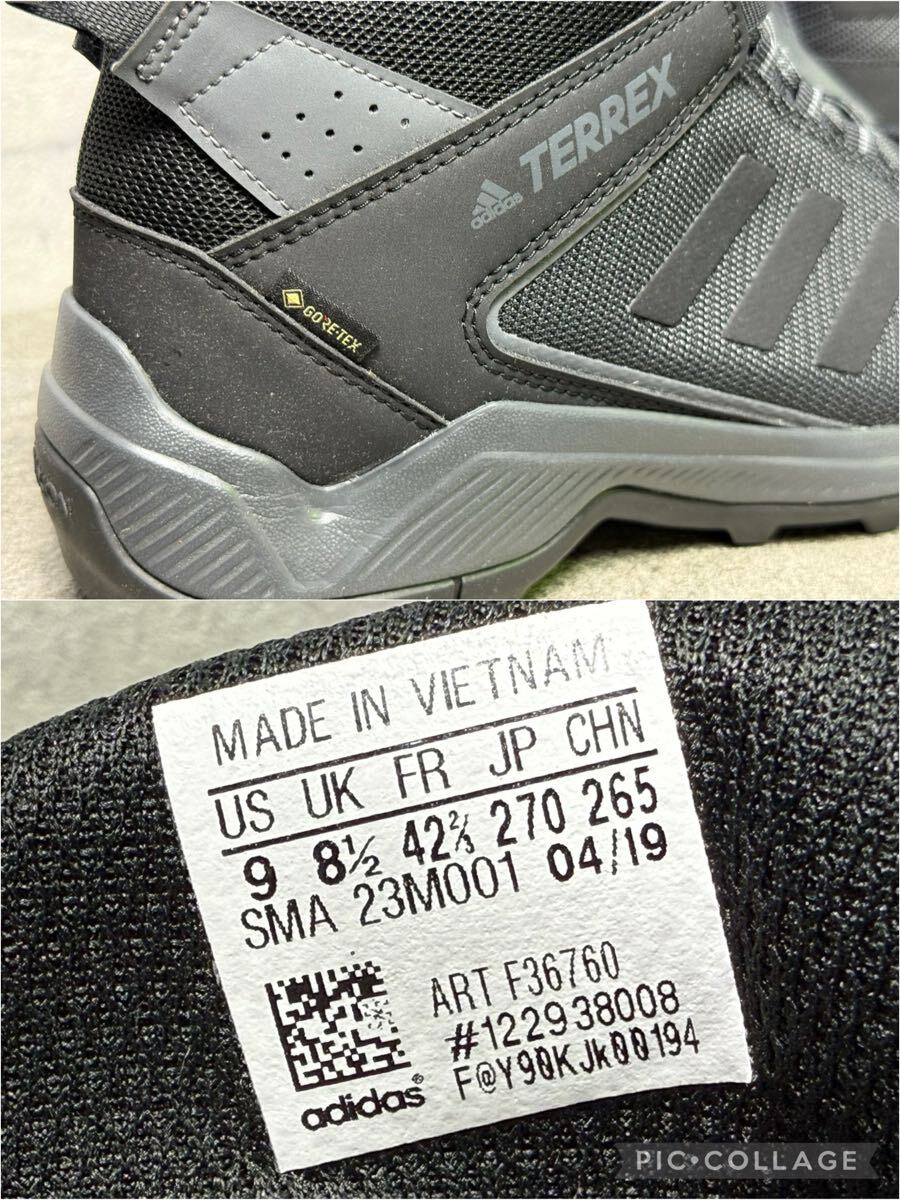 TERREX
adidas
GORE-TEX
MADE IN VIETNAM
US UK FR JP CHN
9 8½ 42⅔ 270 265
SMA 23M001 04/19
ART F36760
#122938008
F@Y90KJk00194
adidas®
PIC•COLLAGE